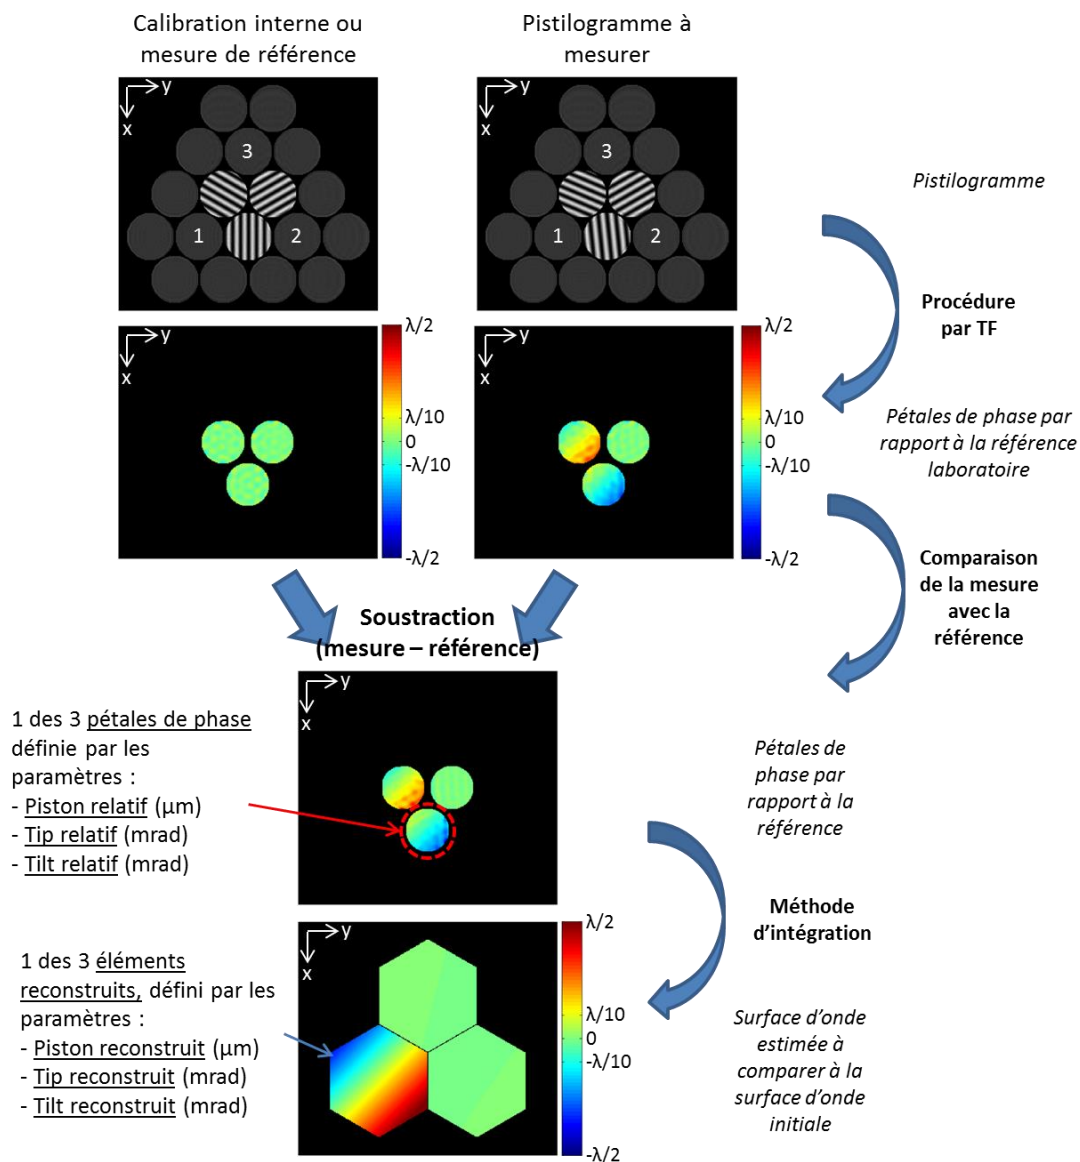 Calibration interne ou
mesure de référence
Pistilogramme à
mesurer
y
x
3
1
2
y
x
3
1
2
Pistilogramme
Procédure
par TF
y
x
λ/2
λ/10
0
-λ/10
-λ/2
y
x
λ/2
λ/10
0
-λ/10
-λ/2
Pétales de phase par
rapport à la référence
laboratoire
Comparaison
de la mesure
avec la
référence
Soustraction
(mesure – référence)
y
x
1 des 3 pétales de phase
définie par les
paramètres :
- Piston relatif (µm)
- Tip relatif (mrad)
- Tilt relatif (mrad)
Pétales de
phase par
rapport à la
référence
Méthode
d'intégration
y
x
λ/2
λ/10
0
-λ/10
-λ/2
1 des 3 éléments
reconstruits, défini par les
paramètres :
- Piston reconstruit (µm)
- Tip reconstruit (mrad)
- Tilt reconstruit (mrad)
Surface d'onde
estimée à
comparer à la
surface d'onde
initiale